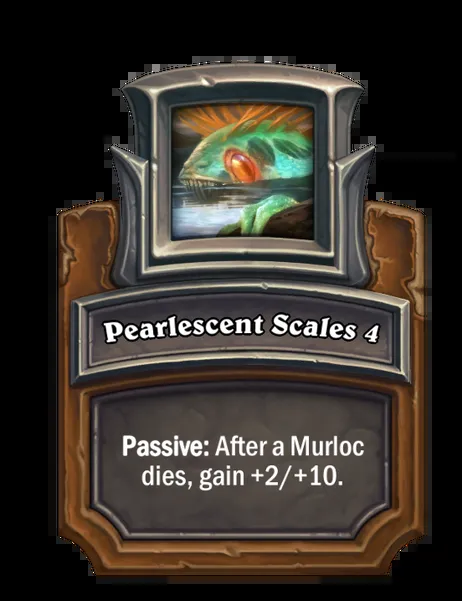 Pearlescent Scales 4
Passive: After a Murloc
dies, gain +2/+10.